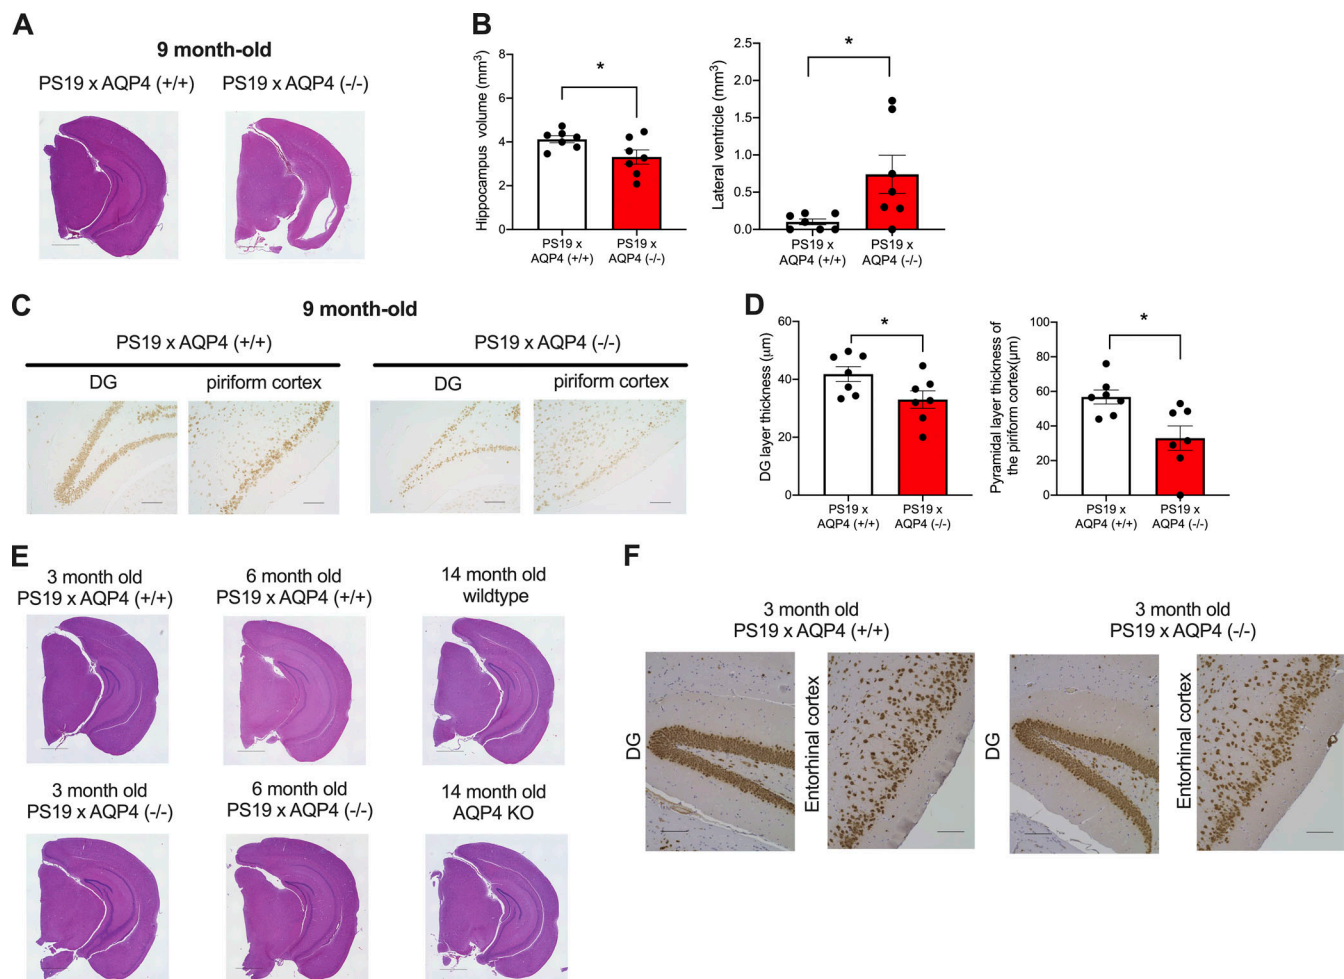 A
9 month-old
PS19 x AQP4 (+/+)
PS19 x AQP4 (-/-)
B
Hippocampus
volume (mm³)
8
6
4
2
0
*
PS19 x
AQP4 (+/+)
PS19 x
AQP4 (-/-)
Lateral ventricle (mm³)
2.5
2.0
1.5
1.0
0.5
0.0
*
PS19 x
AQP4 (+/+)
PS19 x
AQP4 (-/-)
C
9 month-old
PS19 x AQP4 (+/+)
PS19 x AQP4 (-/-)
DG
piriform cortex
DG
piriform cortex
D
DG layer thickness (μm)
60
40
20
0
*
PS19 x
AQP4 (+/+)
PS19 x
AQP4 (-/-)
Pyramidal layer thickness of
the piriform cortex(μm)
100
80
60
40
20
0
*
PS19 x
AQP4 (+/+)
PS19 x
AQP4 (-/-)
E
3 month old
PS19 x AQP4 (+/+)
6 month old
PS19 x AQP4 (+/+)
14 month old
wildtype
3 month old
PS19 x AQP4 (-/-)
6 month old
PS19 x AQP4 (-/-)
14 month old
AQP4 KO
F
3 month old
PS19 x AQP4 (+/+)
3 month old
PS19 x AQP4 (-/-)
DG
Entorhinal cortex
DG
Entorhinal cortex